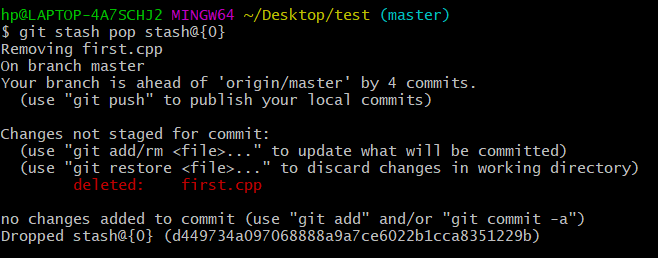 hp@LAPTOP-4A7SCHJ2 MINGW64 ~/Desktop/test (master)
$ git stash pop stash@{0}
Removing first.cpp
On branch master
Your branch is ahead of 'origin/master' by 4 commits.
  (use "git push" to publish your local commits)

Changes not staged for commit:
  (use "git add/rm <file>..." to update what will be committed)
  (use "git restore <file>..." to discard changes in working directory)
        deleted:    first.cpp

no changes added to commit (use "git add" and/or "git commit -a")
Dropped stash@{0} (d449734a097068888a9a7ce6022b1cca8351229b)